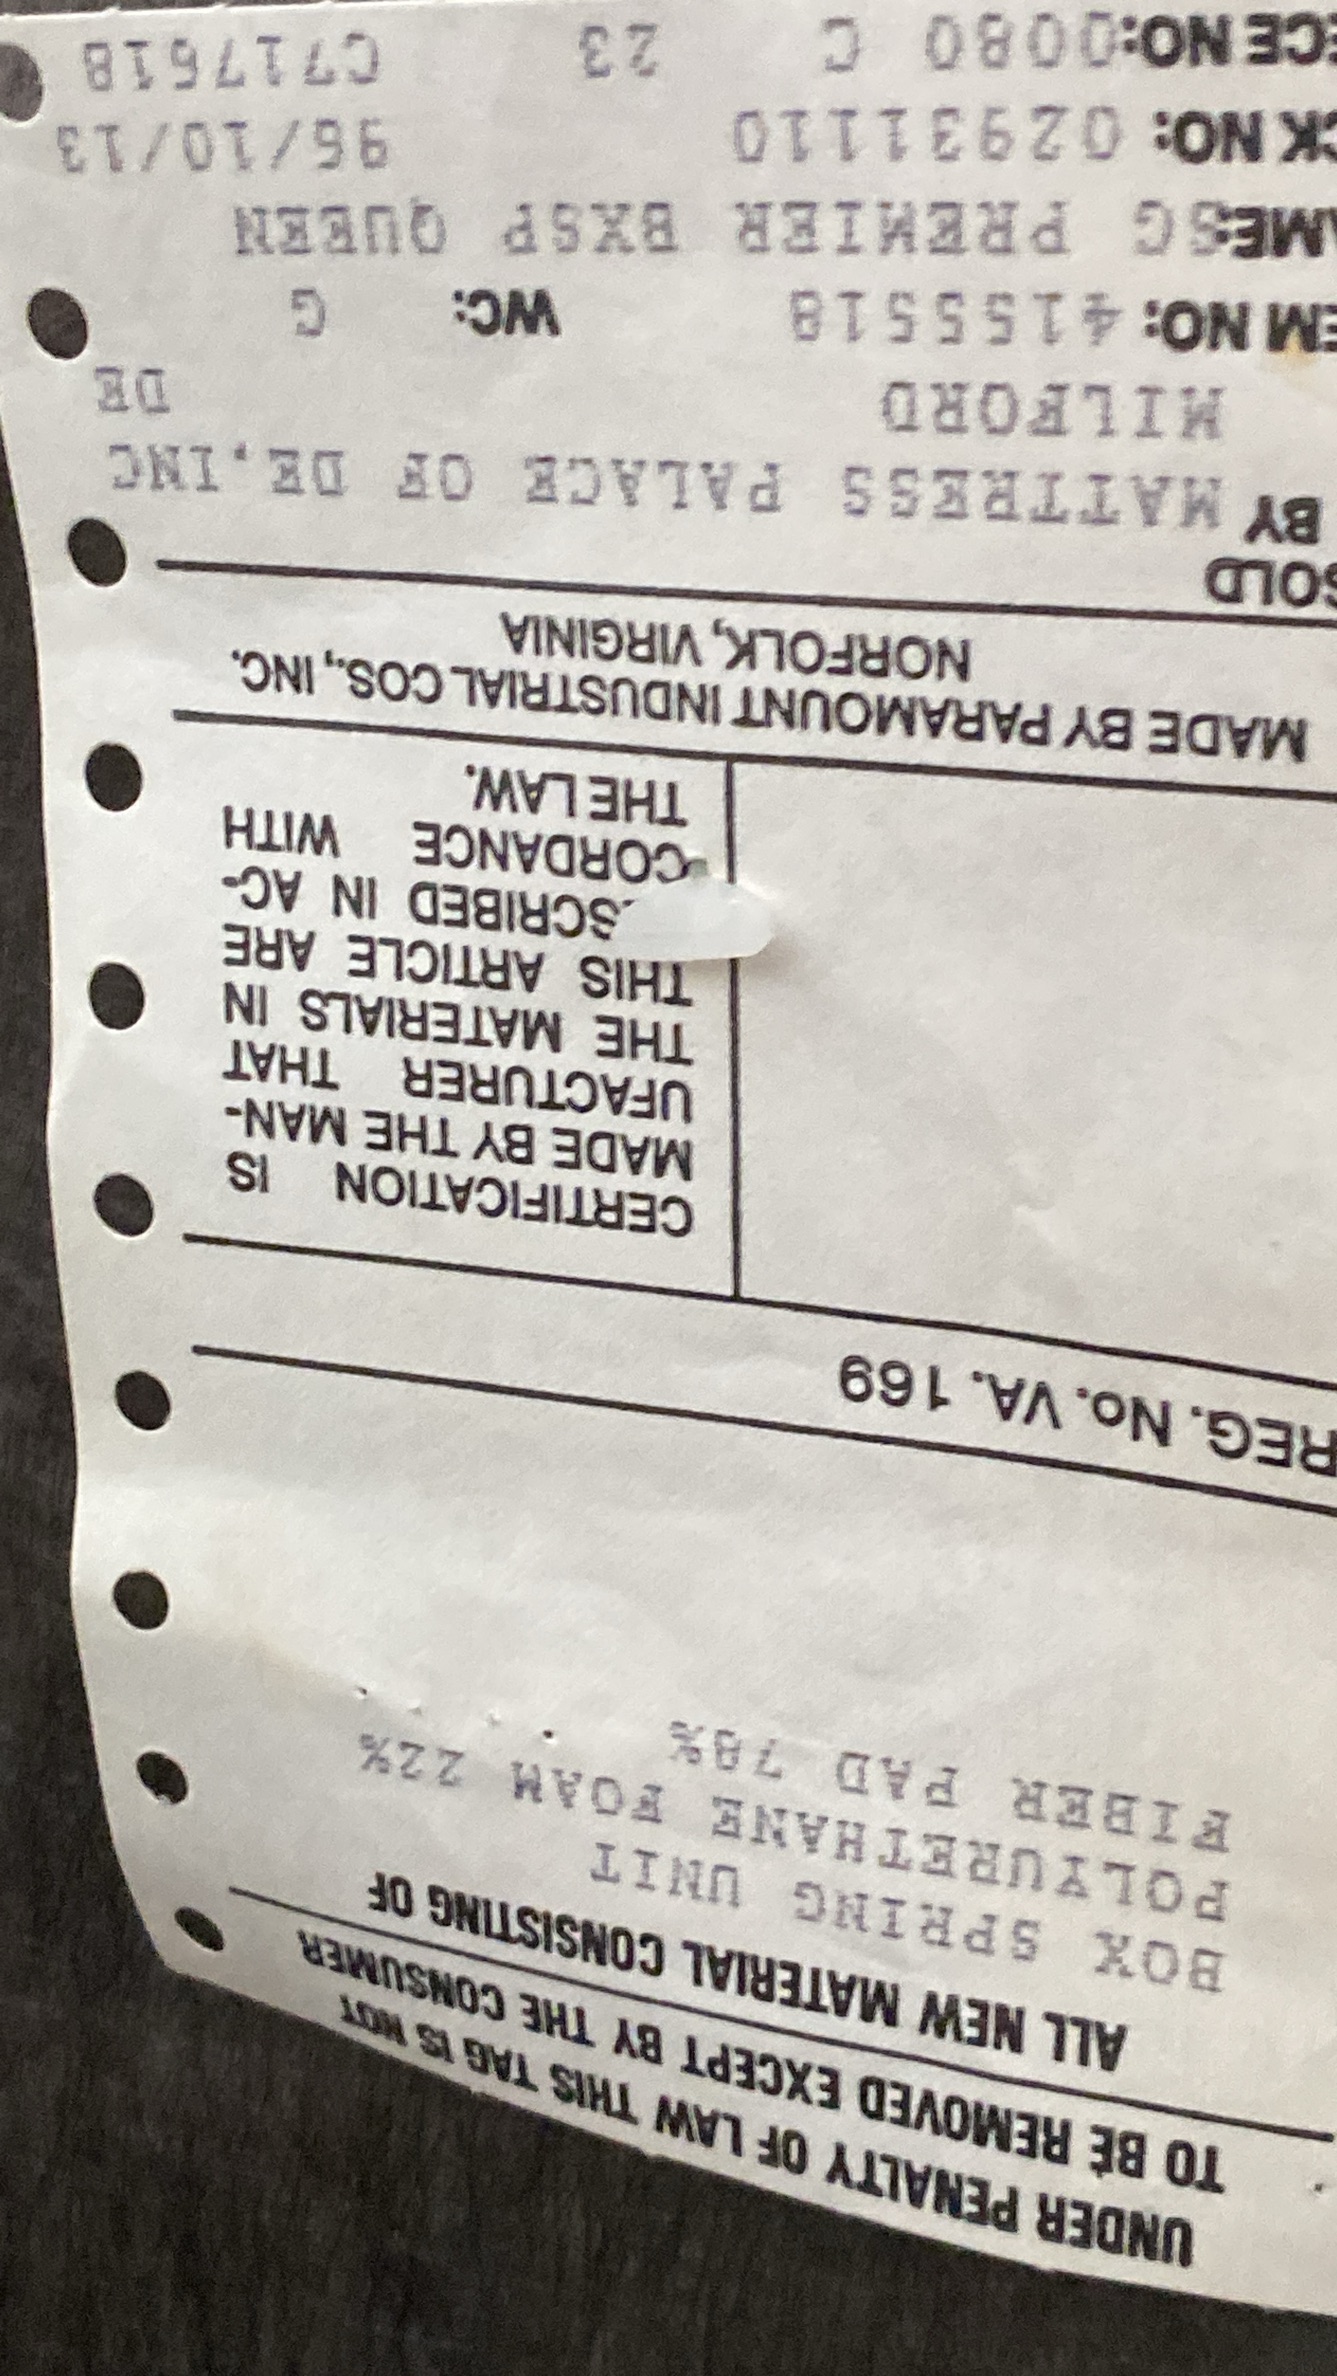 UNDER PENALTY OF LAW THIS TAG IS NOT
TO BE REMOVED EXCEPT BY THE CONSUMER
ALL NEW MATERIAL CONSISTING OF
BOX SPRING UNIT
POLYURETHANE FOAM 22%
FIBER PAD 78%
REG. No. VA. 169
CERTIFICATION IS
MADE BY THE MAN-
UFACTURER THAT
THE MATERIALS IN
THIS ARTICLE ARE
SCRIBED IN AC-
CORDANCE WITH
THE LAW.
MADE BY PARAMOUNT INDUSTRIAL COS., INC.
NORFOLK, VIRGINIA
SOLD
BY MATTRESS PALACE OF DE,INC
MILFORD DE
EM NO: 4155518 WC: G
AME:SG PREMIER BXSP QUEEN
CK NO: 02931110 96/10/13
ECE NO:0080 C 23 C717618